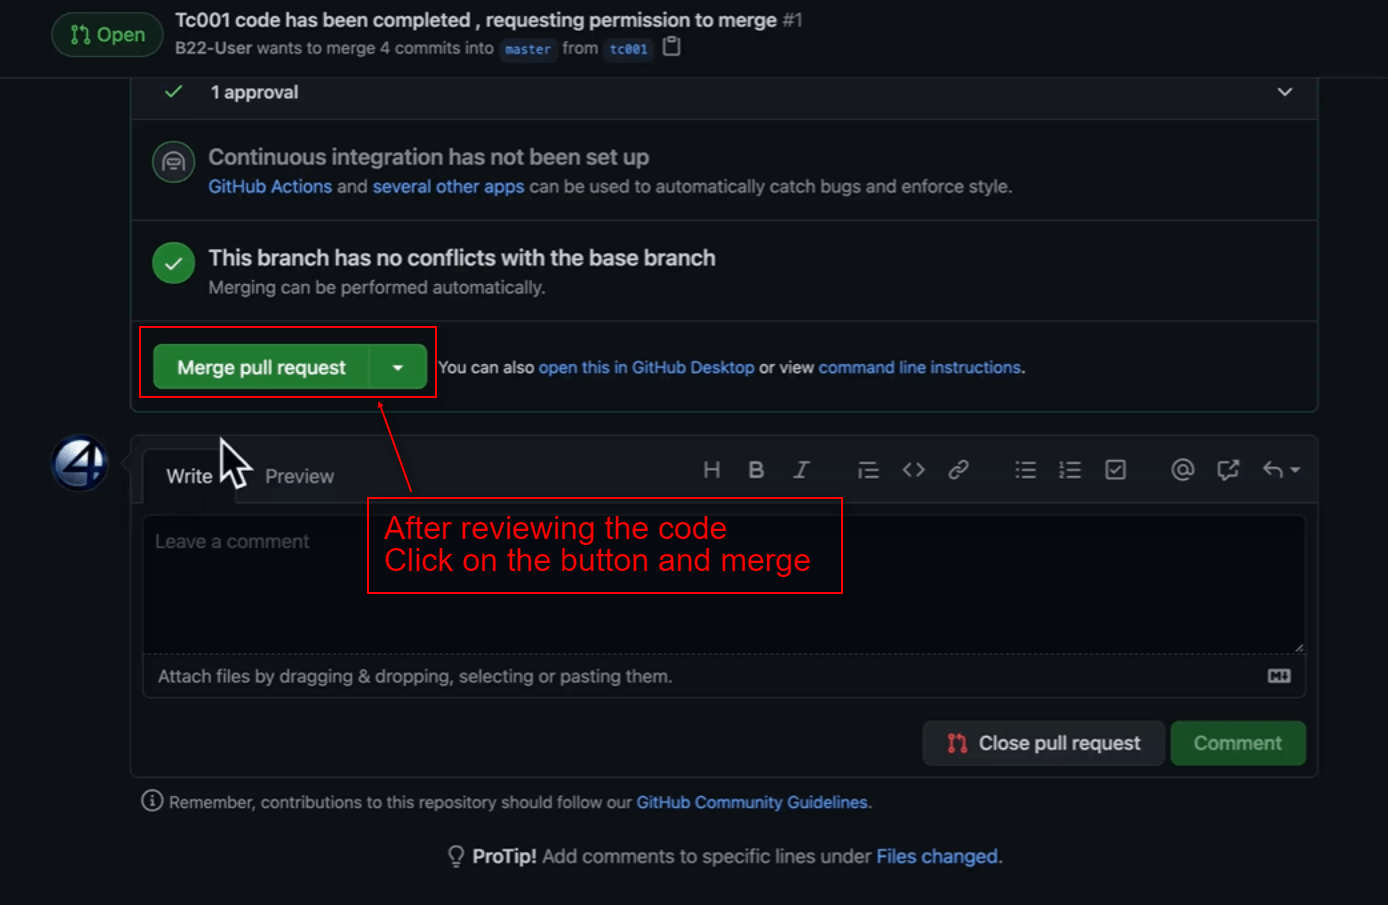 Open
Tc001 code has been completed , requesting permission to merge #1
B22-User wants to merge 4 commits into master from tc001
1 approval
Continuous integration has not been set up
GitHub Actions and several other apps can be used to automatically catch bugs and enforce style.
This branch has no conflicts with the base branch
Merging can be performed automatically.
Merge pull request
You can also open this in GitHub Desktop or view command line instructions.
4
Write
Preview
H B I
After reviewing the code
Click on the button and merge
Leave a comment
Attach files by dragging & dropping, selecting or pasting them.
Close pull request
Comment
Remember, contributions to this repository should follow our GitHub Community Guidelines.
ProTip! Add comments to specific lines under Files changed.